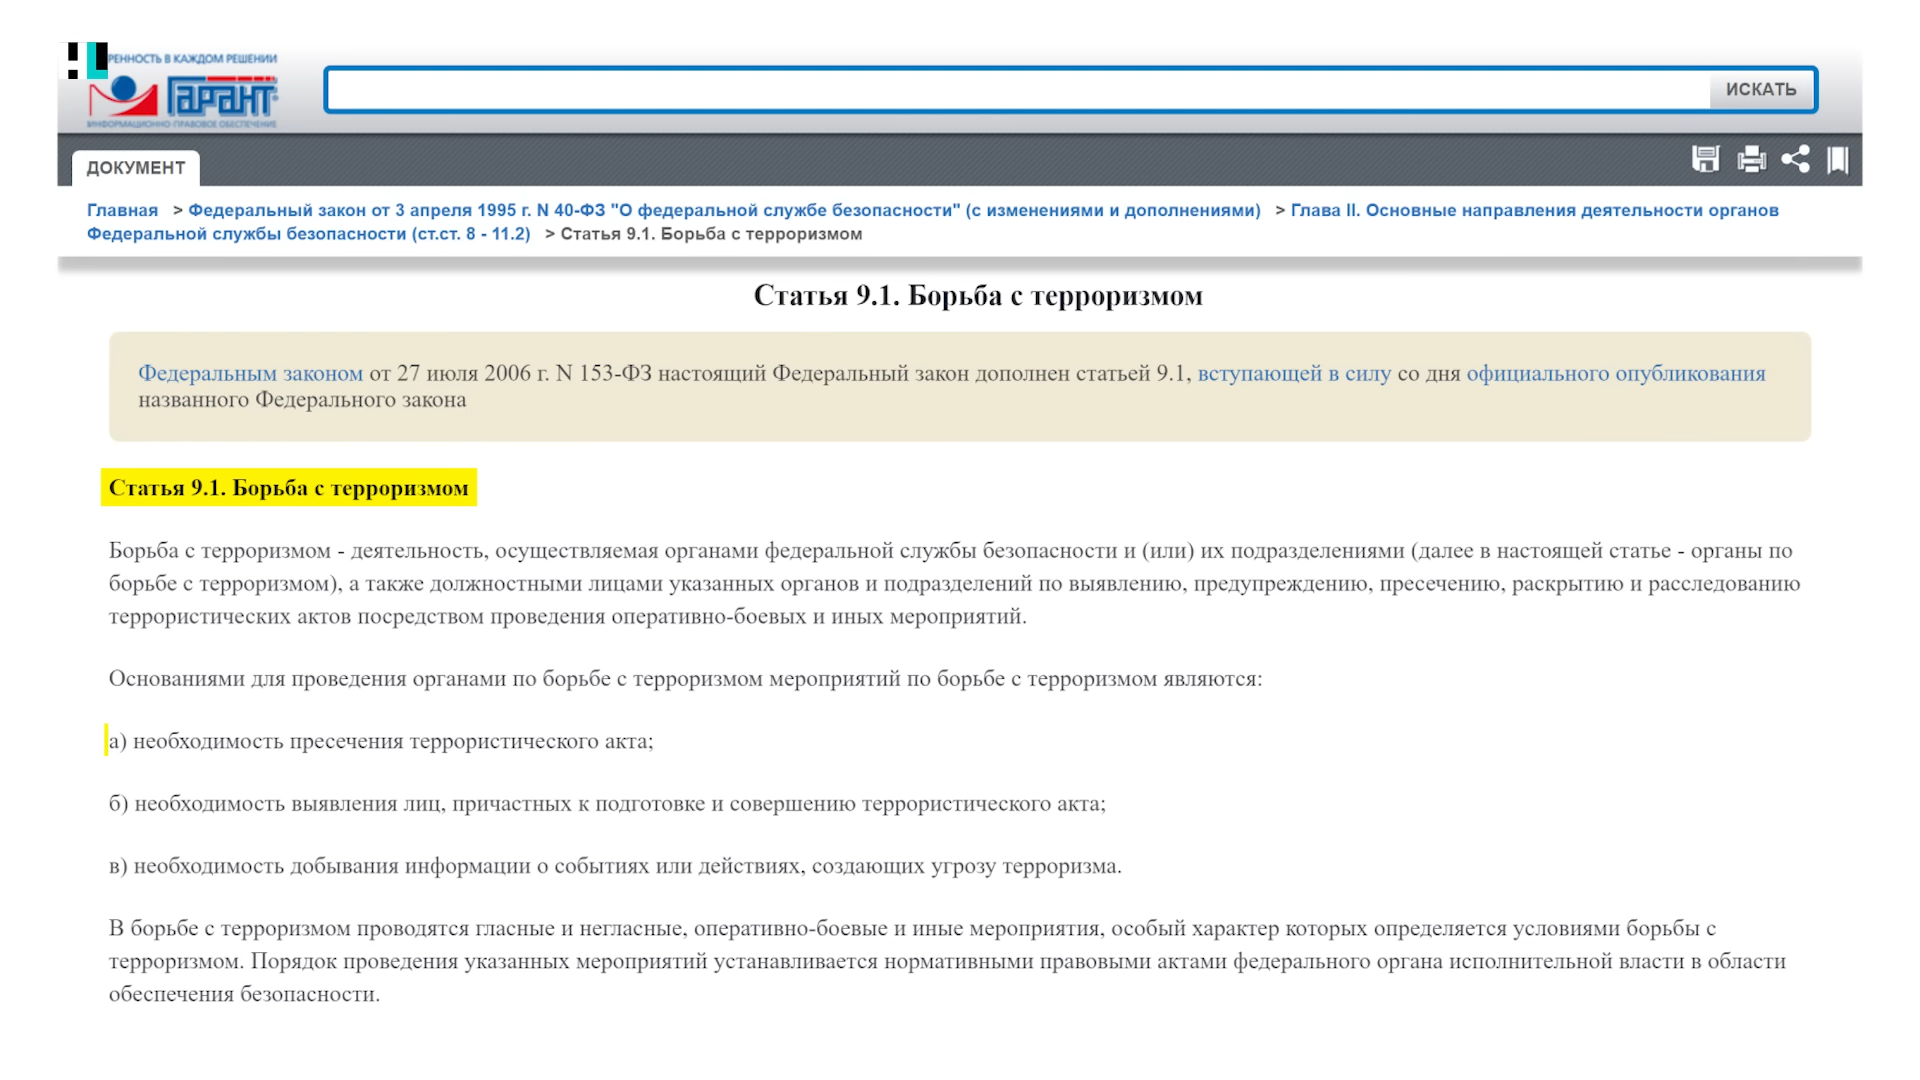 РЕННОСТЬ В КАЖДОМ РЕШЕНИИ
ГАРАНТ
ИНФОРМАЦИОННО-ПРАВОВОЕ ОБЕСПЕЧЕНИЕ
ИСКАТЬ
ДОКУМЕНТ
Главная > Федеральный закон от 3 апреля 1995 г. N 40-ФЗ "О федеральной службе безопасности" (с изменениями и дополнениями) > Глава II. Основные направления деятельности органов
Федеральной службы безопасности (ст.ст. 8 - 11.2) > Статья 9.1. Борьба с терроризмом
Статья 9.1. Борьба с терроризмом
Федеральным законом от 27 июля 2006 г. N 153-ФЗ настоящий Федеральный закон дополнен статьей 9.1, вступающей в силу со дня официального опубликования
названного Федерального закона
Статья 9.1. Борьба с терроризмом
Борьба с терроризмом - деятельность, осуществляемая органами федеральной службы безопасности и (или) их подразделениями (далее в настоящей статье - органы по
борьбе с терроризмом), а также должностными лицами указанных органов и подразделений по выявлению, предупреждению, пресечению, раскрытию и расследованию
террористических актов посредством проведения оперативно-боевых и иных мероприятий.
Основаниями для проведения органами по борьбе с терроризмом мероприятий по борьбе с терроризмом являются:
а) необходимость пресечения террористического акта;
б) необходимость выявления лиц, причастных к подготовке и совершению террористического акта;
в) необходимость добывания информации о событиях или действиях, создающих угрозу терроризма.
В борьбе с терроризмом проводятся гласные и негласные, оперативно-боевые и иные мероприятия, особый характер которых определяется условиями борьбы с
терроризмом. Порядок проведения указанных мероприятий устанавливается нормативными правовыми актами федерального органа исполнительной власти в области
обеспечения безопасности.